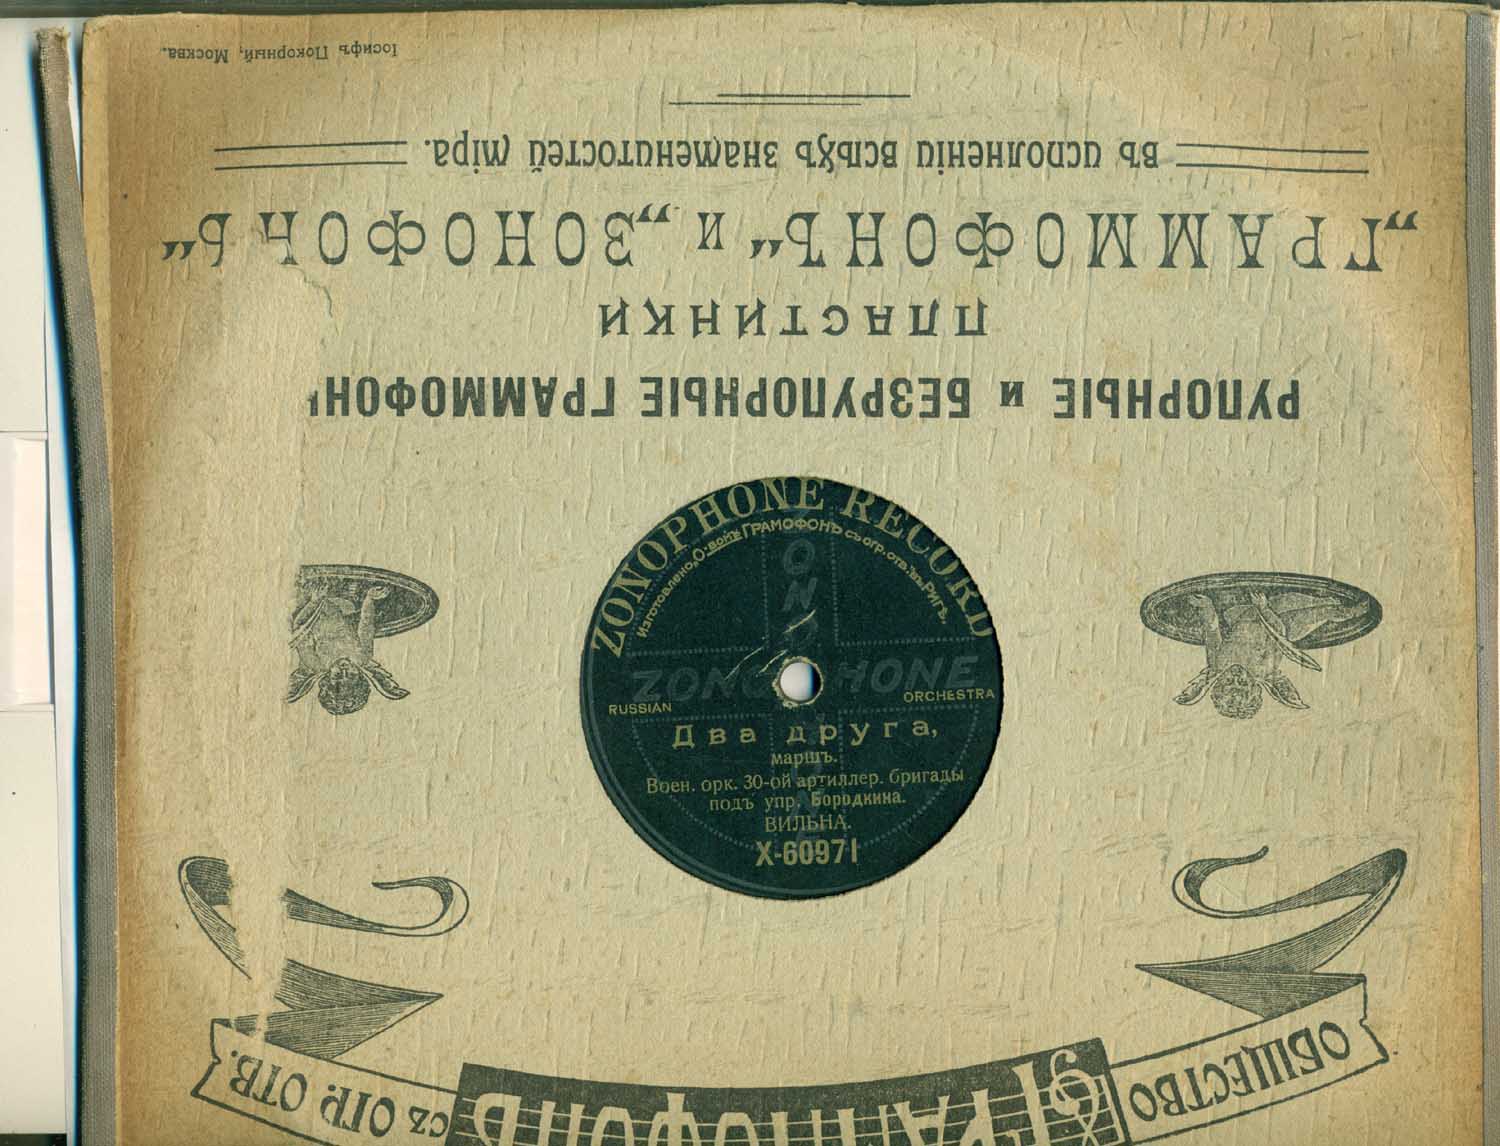 ОБЩЕСТВО ГРАММОФОНЪ съ ОГР. ОТВ.
РУПОРНЫЕ и БЕЗРУПОРНЫЕ ГРАММОФОН
ПЛАСТИНКИ
„ГРАММОФОНЪ“ и „ЗОНОФОНЪ“
въ исполненіи всѣхъ знаменитостей міра.
Іосифъ Покорный, Москва.
ZONOPHONE RECORD
Изготовлено „О-вомъ ГРАМОФОНЪ съ огр. отв.“ въ Ригѣ.
ZONOPHONE
ZONOPHONE
RUSSIAN ORCHESTRA
Два друга,
маршъ.
Воен. орк. 30-ой артиллер. бригады
подъ упр. Бородкина.
ВИЛЬНА.
X-60971